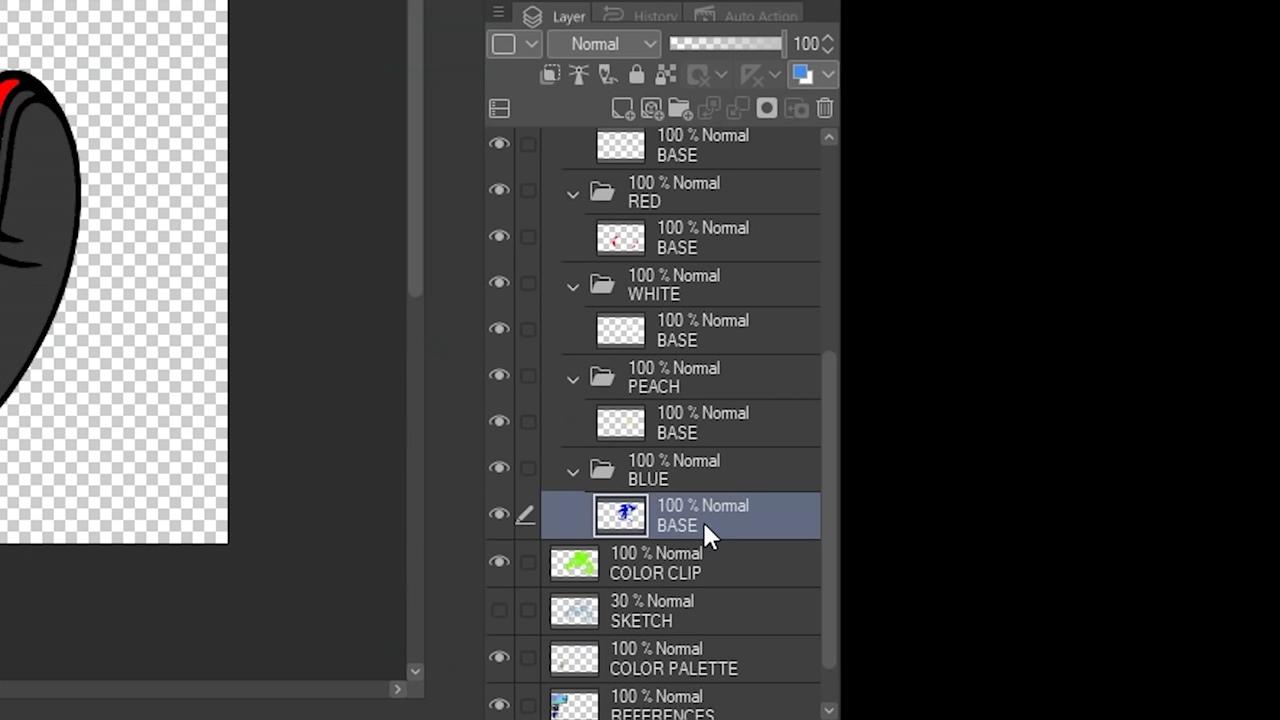 Layer History Auto Action
Normal 100
100 % Normal
BASE
100 % Normal
RED
100 % Normal
BASE
100 % Normal
WHITE
100 % Normal
BASE
100 % Normal
PEACH
100 % Normal
BASE
100 % Normal
BLUE
100 % Normal
BASE
100 % Normal
COLOR CLIP
30 % Normal
SKETCH
100 % Normal
COLOR PALETTE
100 % Normal
REFERENCES